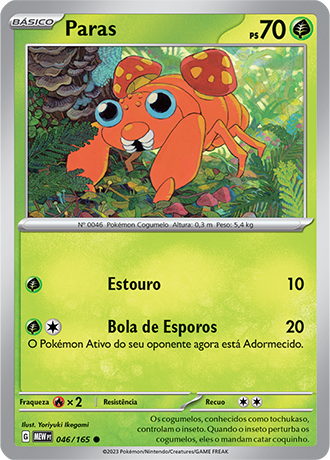 BÁSICO
Paras PS 70
Nº 0046 Pokémon Cogumelo Altura: 0,3 m Peso: 5,4 kg
Estouro 10
Bola de Esporos 20
O Pokémon Ativo do seu oponente agora está Adormecido.
Fraqueza ×2 Resistência Recuo
Ilust. Yoriyuki Ikegami
G MEW PT 046/165
Os cogumelos, conhecidos como tochukaso,
controlam o inseto. Quando o inseto perturba os
cogumelos, eles o mandam catar coquinho.
©2023 Pokémon/Nintendo/Creatures/GAME FREAK